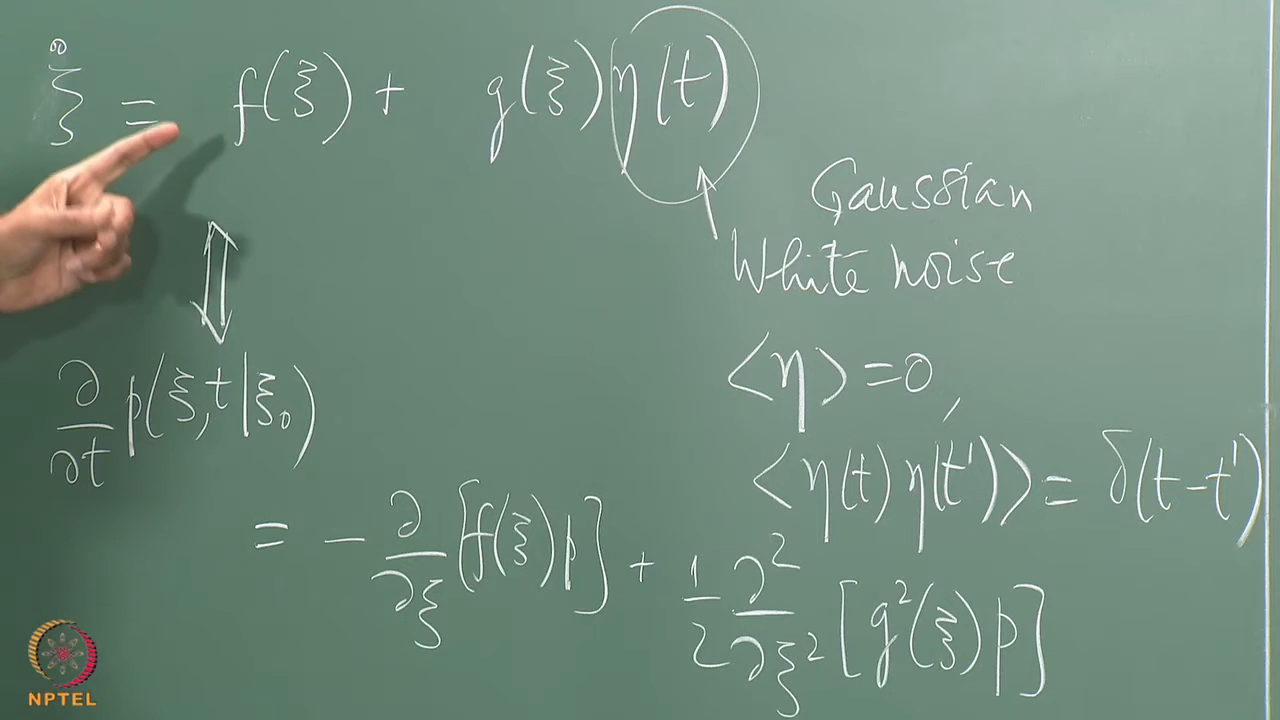 ξ̇ = f(ξ) + g(ξ) η(t)
Gaussian
White noise
⟨η⟩ = 0,
∂/∂t p(ξ, t | ξ₀)
⟨η(t) η(t')⟩ = δ(t - t')
= - ∂/∂ξ [f(ξ) p] + 1/2 ∂²/∂ξ² [g²(ξ) p]
NPTEL